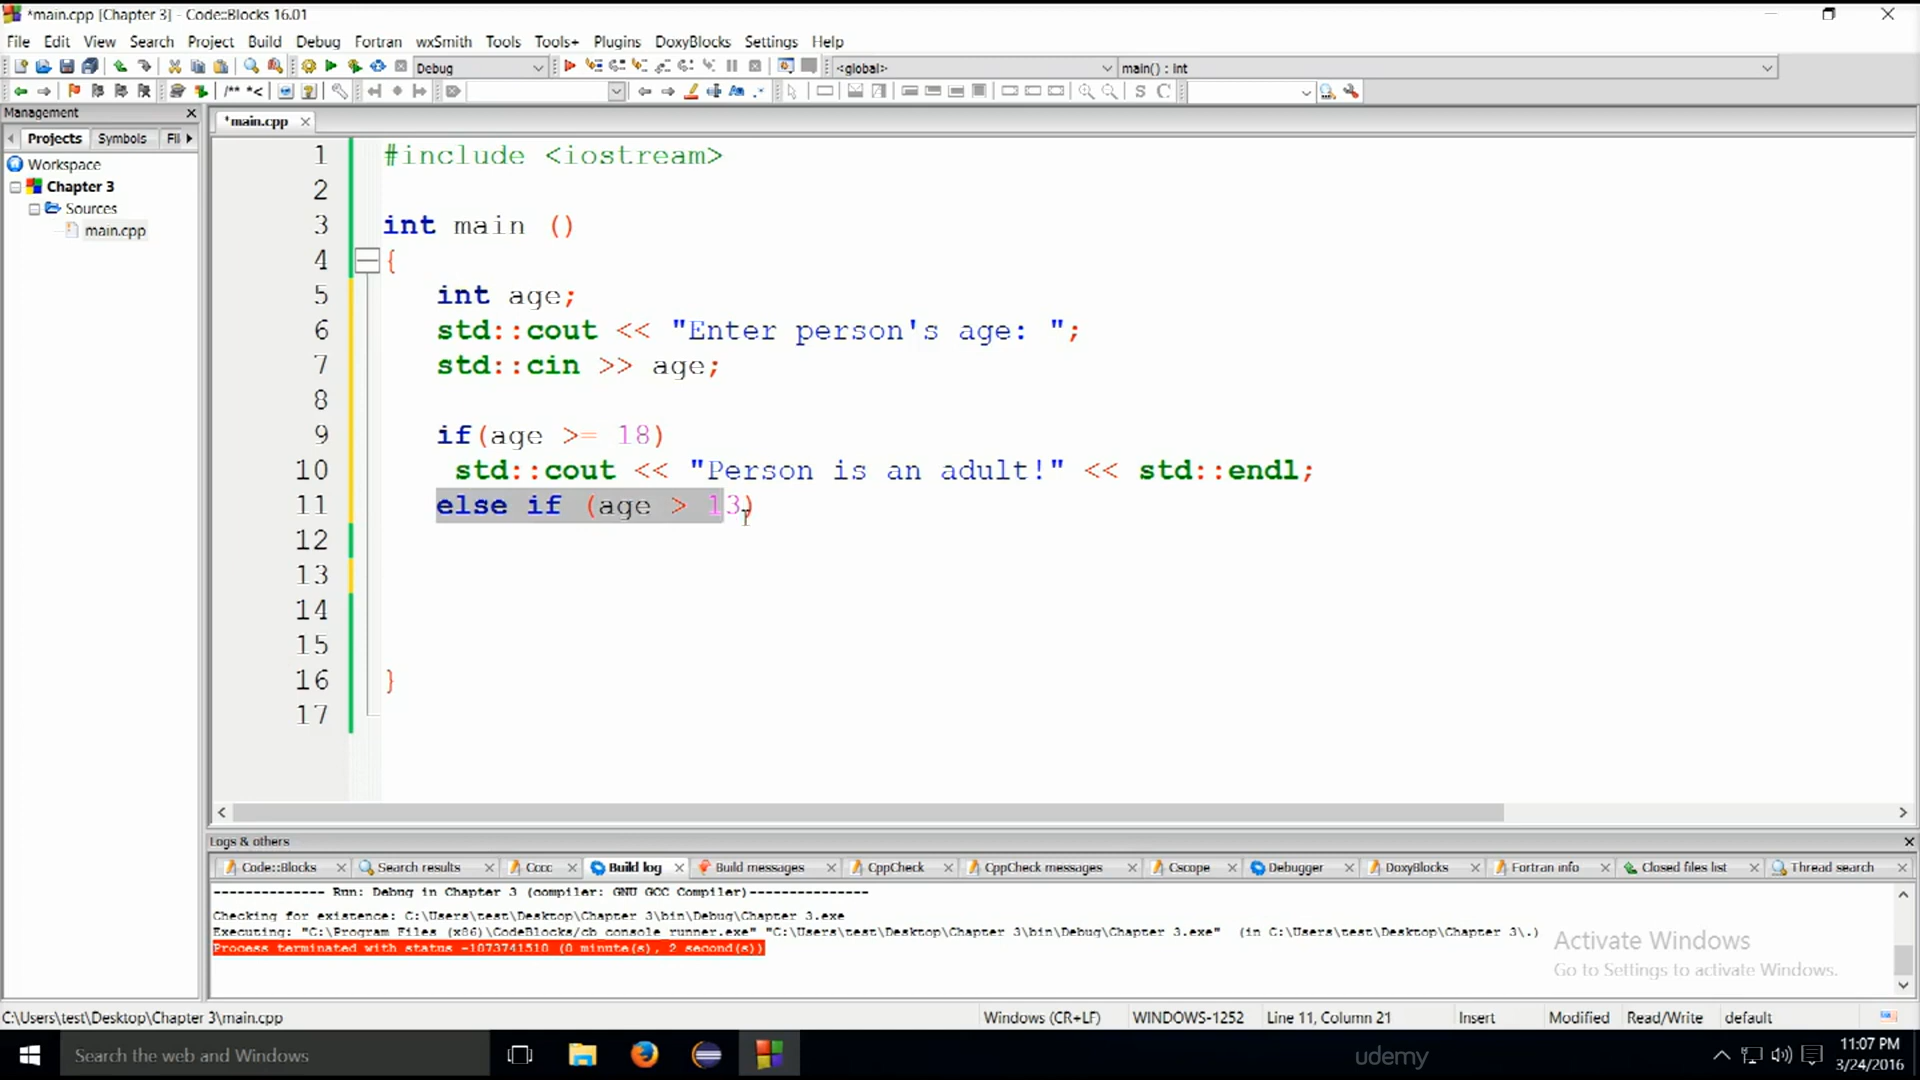 *main.cpp [Chapter 3] - Code::Blocks 16.01
File Edit View Search Project Build Debug Fortran wxSmith Tools Tools+ Plugins DoxyBlocks Settings Help
Debug <global> main() : int
/** *< S C
Management
Projects Symbols Fil
Workspace
Chapter 3
Sources
main.cpp
*main.cpp
1 #include <iostream>
2
3 int main ()
4 {
5 int age;
6 std::cout << "Enter person's age: ";
7 std::cin >> age;
8
9 if(age >= 18)
10 std::cout << "Person is an adult!" << std::endl;
11 else if (age > 13)
12
13
14
15
16 }
17
Logs & others
Code::Blocks Search results Cccc Build log Build messages CppCheck CppCheck messages Cscope Debugger DoxyBlocks Fortran info Closed files list Thread search
-------------- Run: Debug in Chapter 3 (compiler: GNU GCC Compiler)---------------
Checking for existence: C:\Users\test\Desktop\Chapter 3\bin\Debug\Chapter 3.exe
Executing: "C:\Program Files (x86)\CodeBlocks/cb_console_runner.exe" "C:\Users\test\Desktop\Chapter 3\bin\Debug\Chapter 3.exe" (in C:\Users\test\Desktop\Chapter 3\.)
Process terminated with status -1073741510 (0 minute(s), 2 second(s))
Activate Windows
Go to Settings to activate Windows.
C:\Users\test\Desktop\Chapter 3\main.cpp Windows (CR+LF) WINDOWS-1252 Line 11, Column 21 Insert Modified Read/Write default
Search the web and Windows
udemy
11:07 PM
3/24/2016